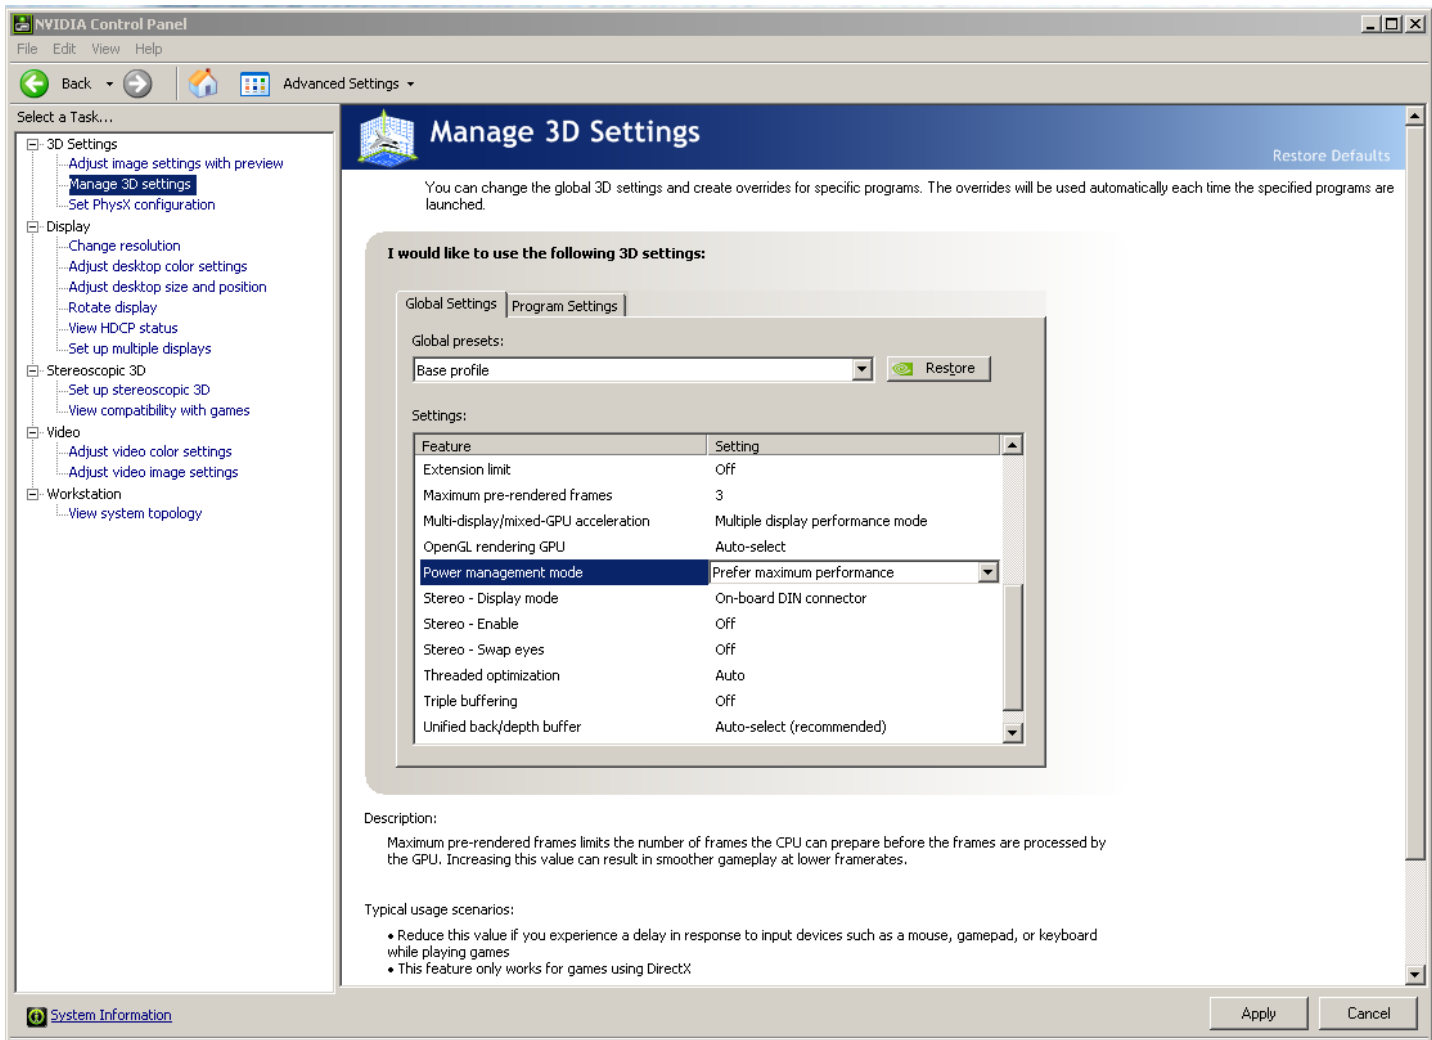 NVIDIA Control Panel
File Edit View Help
Back Advanced Settings
Select a Task...
3D Settings
Adjust image settings with preview
Manage 3D settings
Set PhysX configuration
Display
Change resolution
Adjust desktop color settings
Adjust desktop size and position
Rotate display
View HDCP status
Set up multiple displays
Stereoscopic 3D
Set up stereoscopic 3D
View compatibility with games
Video
Adjust video color settings
Adjust video image settings
Workstation
View system topology
Manage 3D Settings
Restore Defaults
You can change the global 3D settings and create overrides for specific programs. The overrides will be used automatically each time the specified programs are
launched.
I would like to use the following 3D settings:
Global Settings Program Settings
Global presets:
Base profile Restore
Settings:
Feature Setting
Extension limit Off
Maximum pre-rendered frames 3
Multi-display/mixed-GPU acceleration Multiple display performance mode
OpenGL rendering GPU Auto-select
Power management mode Prefer maximum performance
Stereo - Display mode On-board DIN connector
Stereo - Enable Off
Stereo - Swap eyes Off
Threaded optimization Auto
Triple buffering Off
Unified back/depth buffer Auto-select (recommended)
Description:
Maximum pre-rendered frames limits the number of frames the CPU can prepare before the frames are processed by
the GPU. Increasing this value can result in smoother gameplay at lower framerates.
Typical usage scenarios:
• Reduce this value if you experience a delay in response to input devices such as a mouse, gamepad, or keyboard
while playing games
• This feature only works for games using DirectX
System Information
Apply Cancel